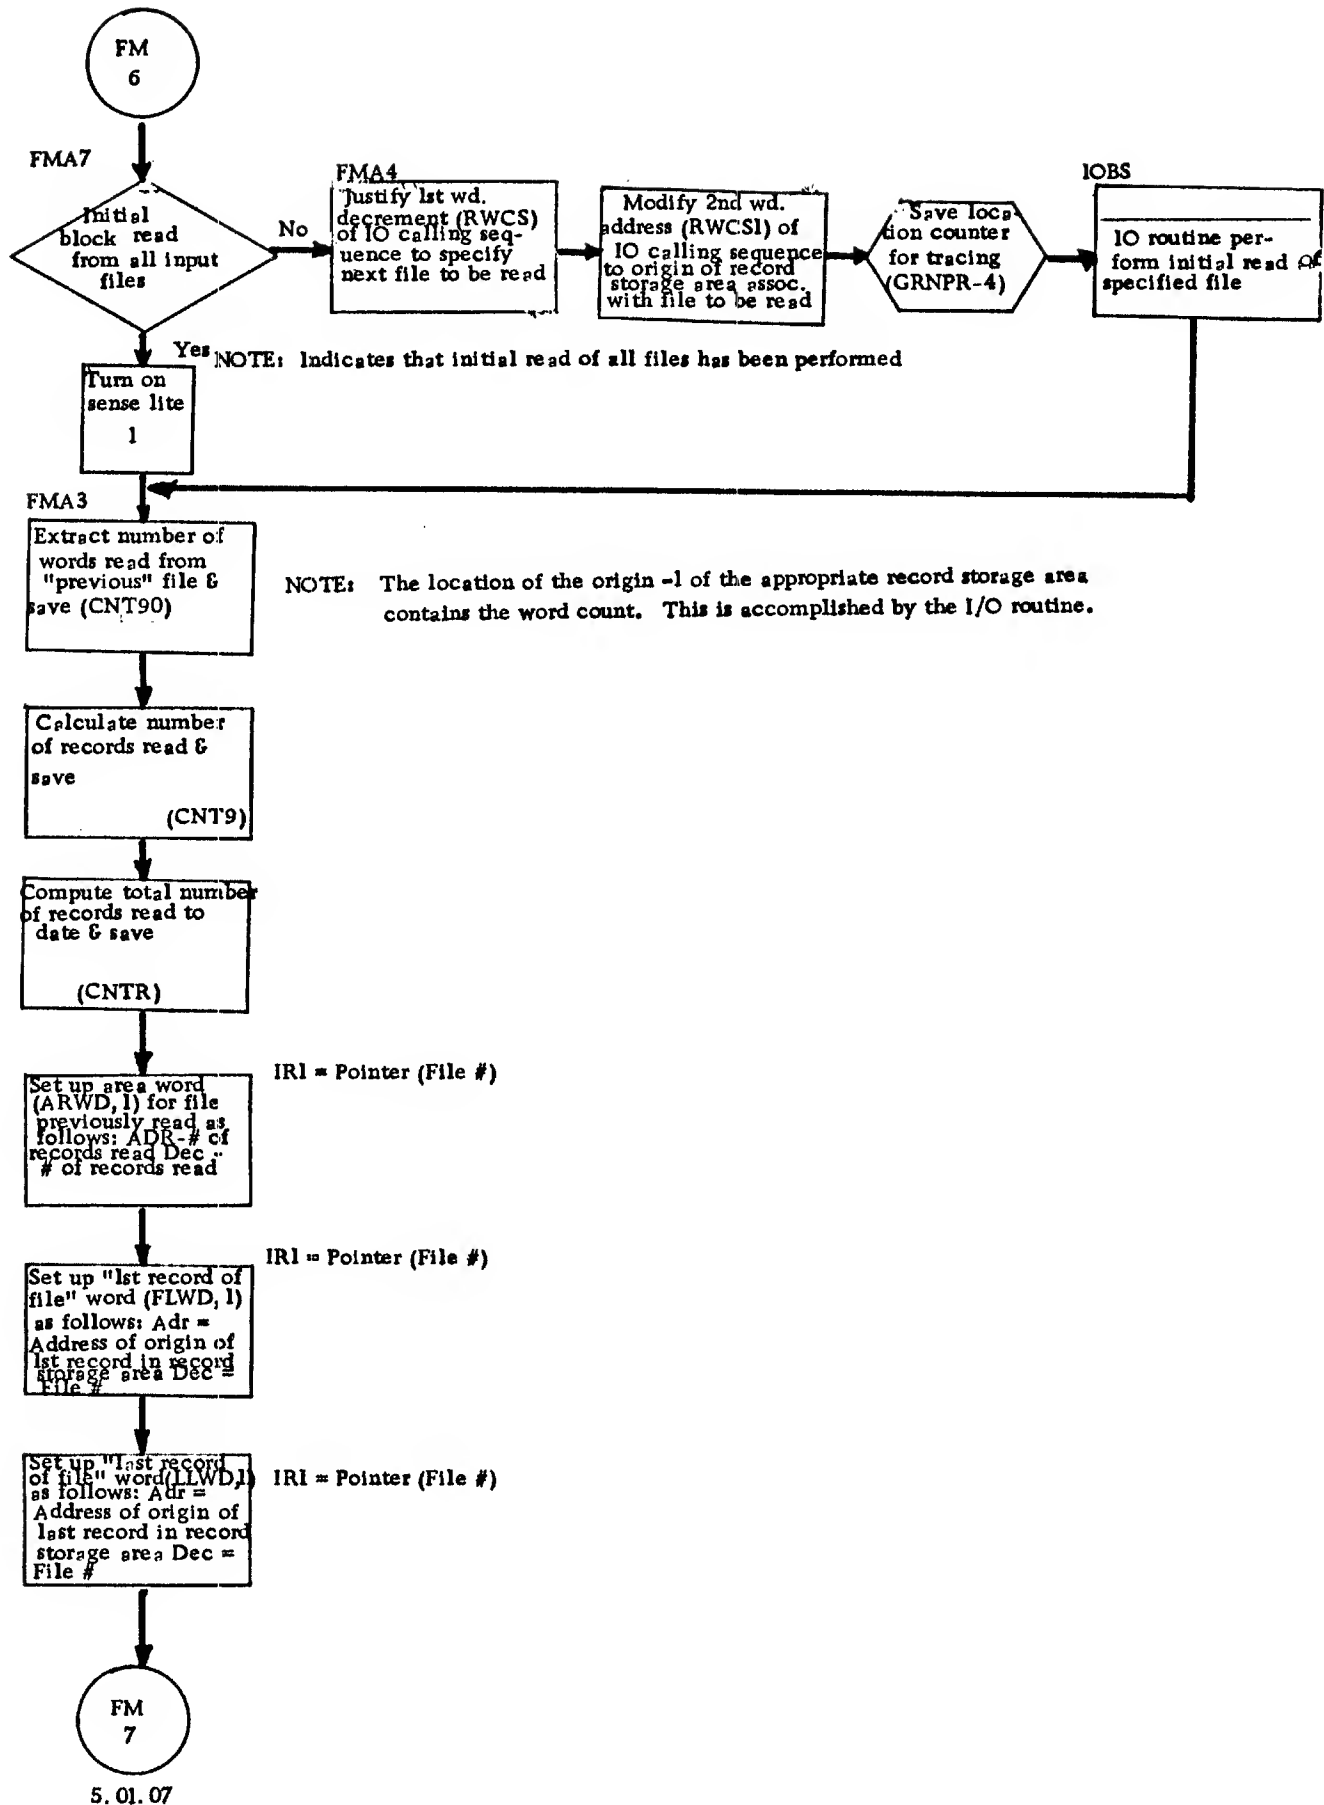 FM
6
FMA7
Initial
block read
from all input
files
No
FMA4
Justify 1st wd.
decrement (RWCS)
of IO calling seq-
uence to specify
next file to be read
Modify 2nd wd.
address (RWCS1) of
IO calling sequence
to origin of record
storage area assoc.
with file to be read
Save loca-
tion counter
for tracing
(GRNPR-4)
IOBS
IO routine per-
form initial read of
specified file
Yes
NOTE: Indicates that initial read of all files has been performed
Turn on
sense lite
1
FMA3
Extract number of
words read from
"previous" file &
save (CNT90)
NOTE: The location of the origin -1 of the appropriate record storage area
contains the word count. This is accomplished by the I/O routine.
Calculate number
of records read &
save
(CNT9)
Compute total number
of records read to
date & save
(CNTR)
IR1 = Pointer (File #)
Set up area word
(ARWD, 1) for file
previously read as
follows: ADR-# of
records read Dec -
# of records read
IR1 = Pointer (File #)
Set up "1st record of
file" word (FLWD, 1)
as follows: Adr =
Address of origin of
1st record in record
storage area Dec =
File #
Set up "last record
of file" word(LLWD,1)
as follows: Adr =
Address of origin of
last record in record
storage area Dec =
File #
IR1 = Pointer (File #)
FM
7
5.01.07